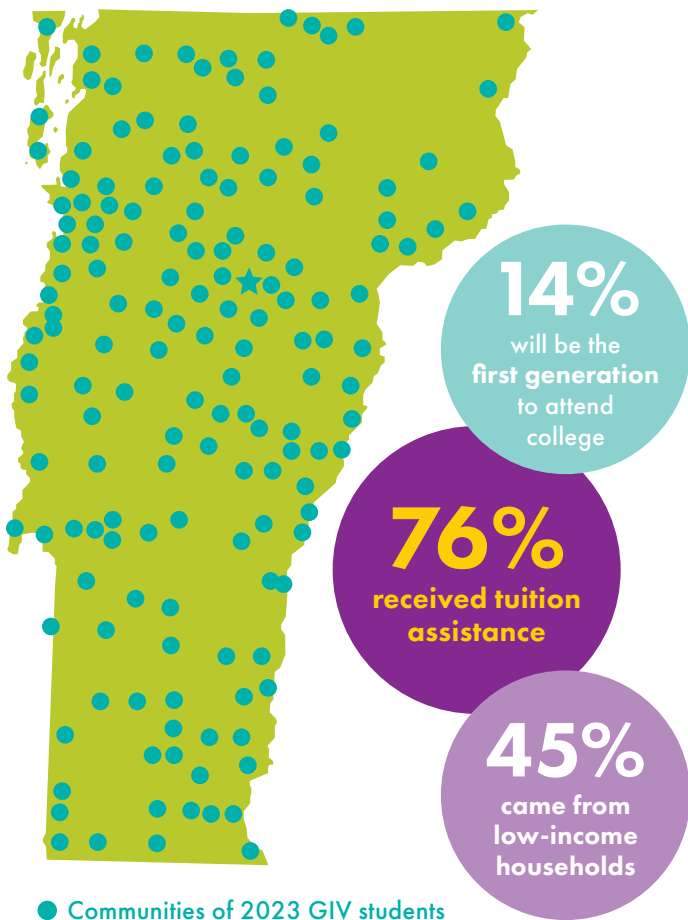 14%
will be the
first generation
to attend
college
76%
received tuition
assistance
45%
came from
low-income
households
Communities of 2023 GIV students